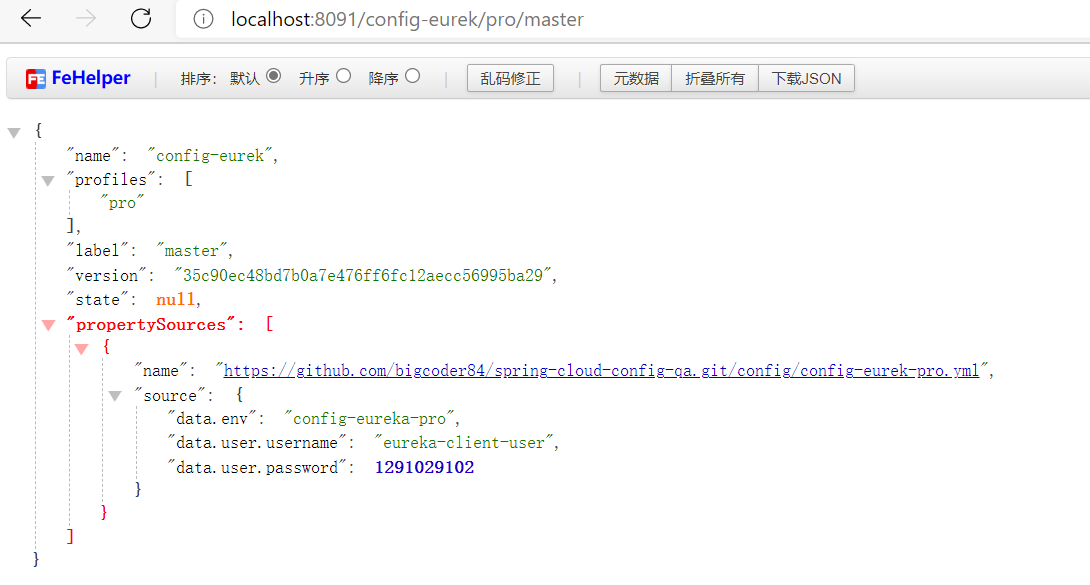 localhost:8091/config-eurek/pro/master
FE FeHelper 排序: 默认 升序 降序 乱码修正 元数据 折叠所有 下载JSON
{
"name": "config-eurek",
"profiles": [
"pro"
],
"label": "master",
"version": "35c90ec48bd7b0a7e476ff6fc12aecc56995ba29",
"state": null,
"propertySources": [
{
"name": "https://github.com/bigcoder84/spring-cloud-config-qa.git/config/config-eurek-pro.yml",
"source": {
"data.env": "config-eureka-pro",
"data.user.username": "eureka-client-user",
"data.user.password": 1291029102
}
}
]
}